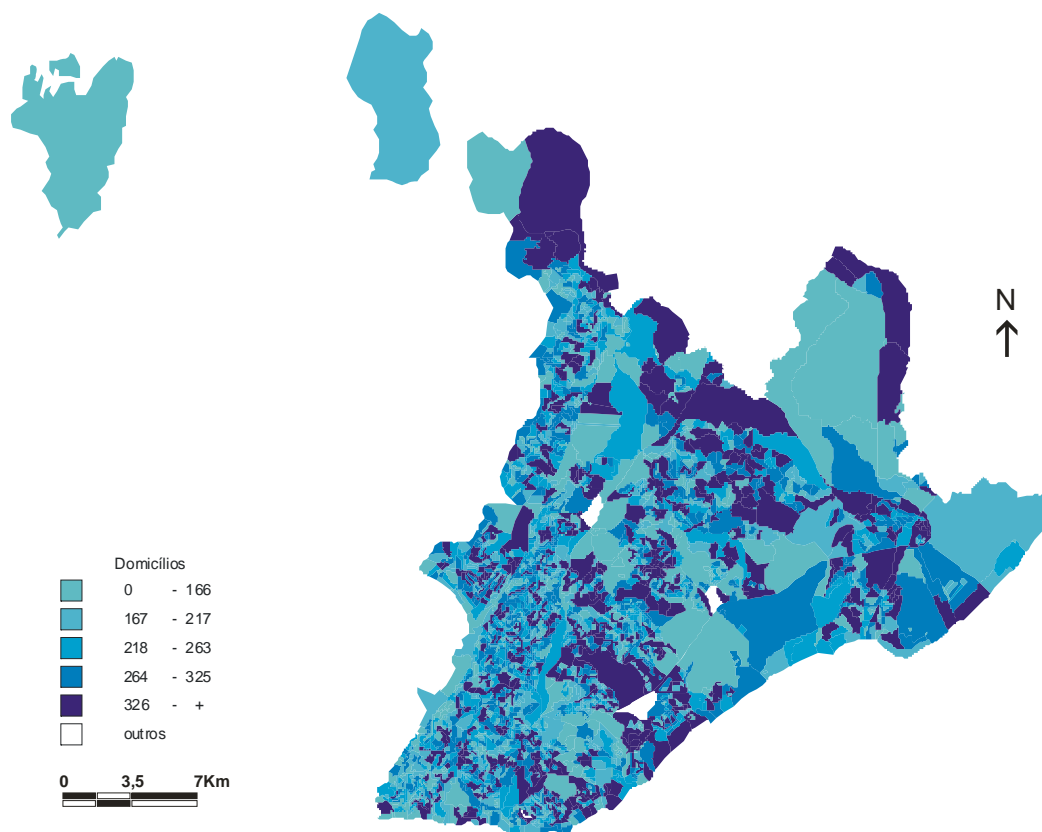 N
Domicílios
0 - 166
167 - 217
218 - 263
264 - 325
326 - +
outros
0 3,5 7Km